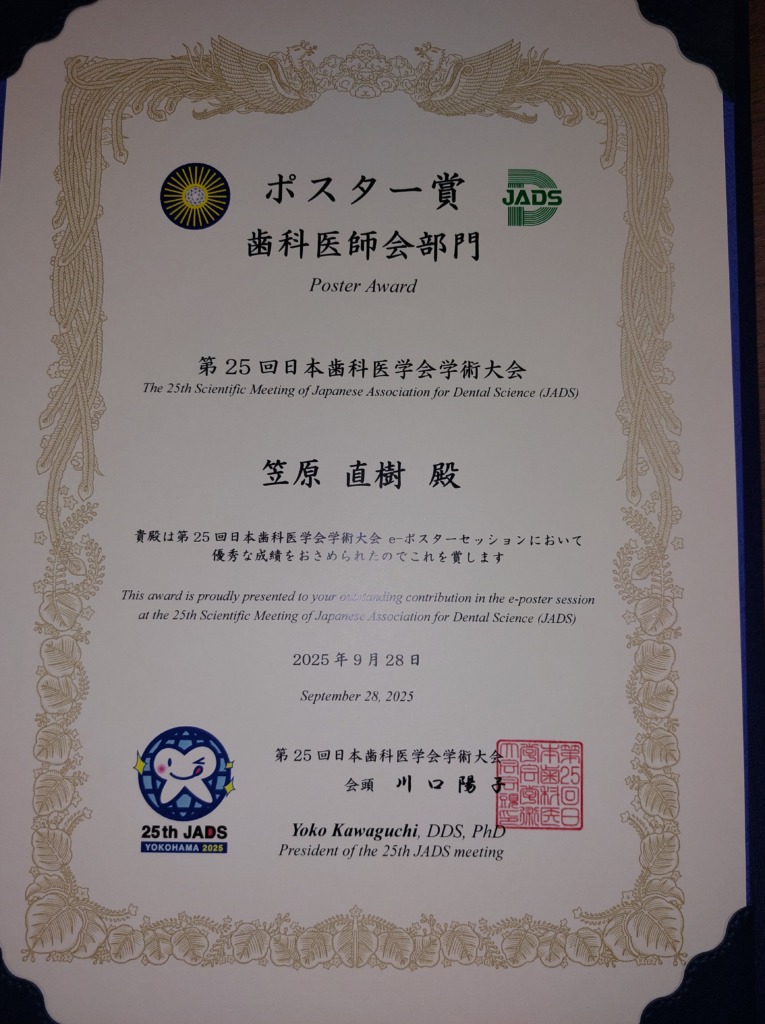 ポスター賞
JADS
歯科医師会部門
Poster Award
第25回日本歯科医学会学術大会
The 25th Scientific Meeting of Japanese Association for Dental Science (JADS)
笠原 直樹 殿
貴殿は第25回日本歯科医学会学術大会 e-ポスターセッションにおいて
優秀な成績をおさめられたのでこれを賞します
This award is proudly presented to your outstanding contribution in the e-poster session
at the 25th Scientific Meeting of Japanese Association for Dental Science (JADS)
2025年9月28日
September 28, 2025
第25回日本歯科医学会学術大会
会頭 川口陽子
Yoko Kawaguchi, DDS, PhD
President of the 25th JADS meeting
25th JADS
YOKOHAMA 2025